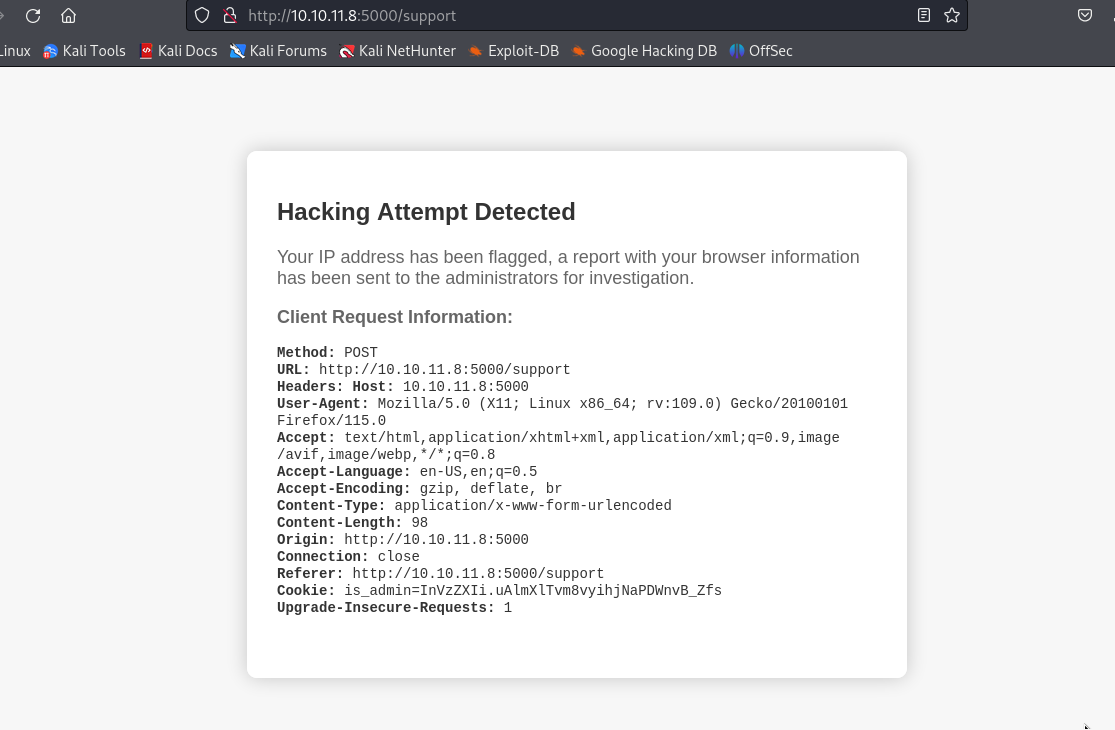 http://10.10.11.8:5000/support
Linux Kali Tools Kali Docs Kali Forums Kali NetHunter Exploit-DB Google Hacking DB OffSec
Hacking Attempt Detected
Your IP address has been flagged, a report with your browser information
has been sent to the administrators for investigation.
Client Request Information:
Method: POST
URL: http://10.10.11.8:5000/support
Headers: Host: 10.10.11.8:5000
User-Agent: Mozilla/5.0 (X11; Linux x86_64; rv:109.0) Gecko/20100101
Firefox/115.0
Accept: text/html,application/xhtml+xml,application/xml;q=0.9,image
/avif,image/webp,*/*;q=0.8
Accept-Language: en-US,en;q=0.5
Accept-Encoding: gzip, deflate, br
Content-Type: application/x-www-form-urlencoded
Content-Length: 98
Origin: http://10.10.11.8:5000
Connection: close
Referer: http://10.10.11.8:5000/support
Cookie: is_admin=InVzZXIi.uAlmXlTvm8vyihjNaPDWnvB_Zfs
Upgrade-Insecure-Requests: 1